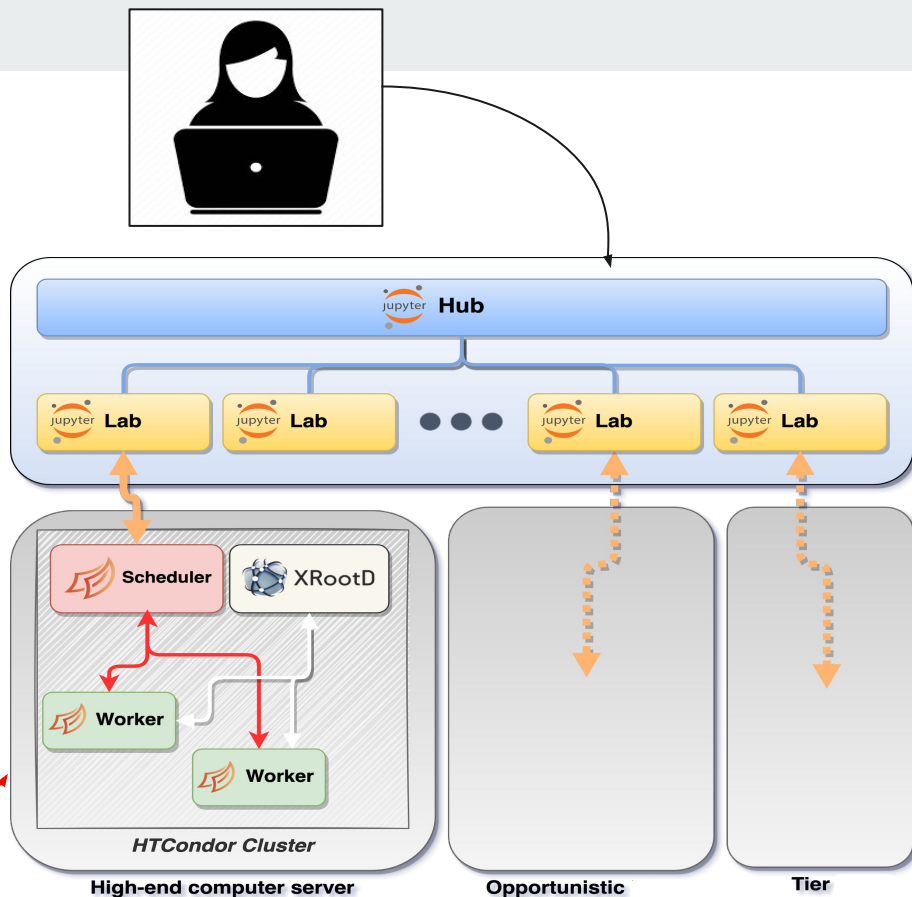 jupyter Hub
jupyter Lab
jupyter Lab
jupyter Lab
jupyter Lab
Scheduler
XRootD
Worker
Worker
HTCondor Cluster
High-end computer server
Opportunistic
Tier